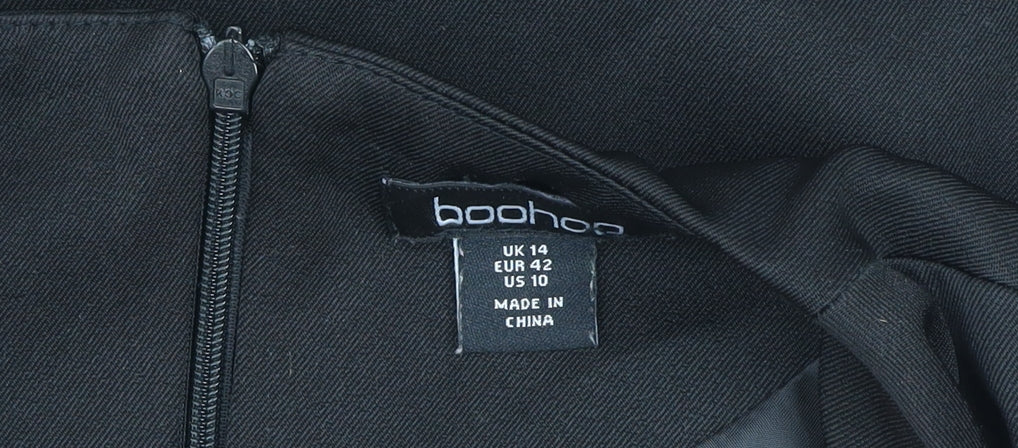 boohoo
UK 14
EUR 42
US 10
MADE IN
CHINA